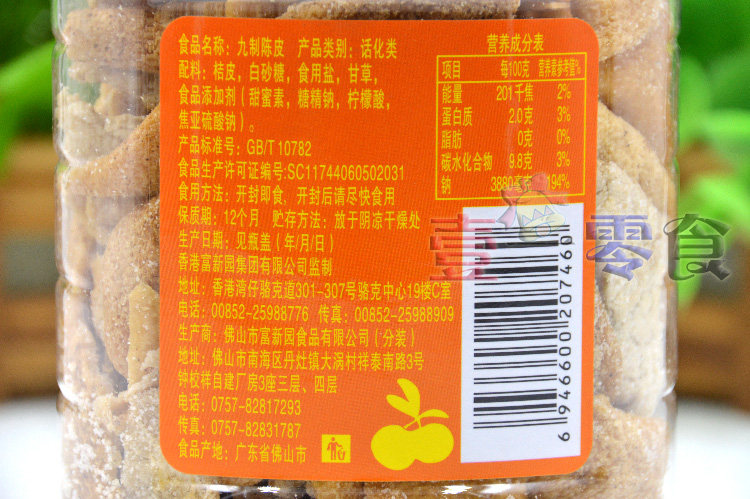 食品名称：九制陈皮 产品类别：话化类
配料：桔皮，白砂糖，食用盐，甘草，
食品添加剂（甜蜜素，糖精钠，柠檬酸，
焦亚硫酸钠）。
产品标准号：GB/T 10782
食品生产许可证编号:SC11744060502031
食用方法：开封即食、开封后请尽快食用
保质期：12个月 贮存方法：放于阴凉干燥处
生产日期：见瓶盖（年/月/日）
香港富新园集团有限公司监制
地址：香港湾仔骆克道301-307号骆克中心19楼C室
电话：00852-25988776 传真：00852-25988909
生产商：佛山市富新园食品有限公司（分装）
地址：佛山市南海区丹灶镇大涡村祥泰南路3号
钟权祥自建厂房3座三层、四层
电话：0757-82817293
传真：0757-82831787
食品产地：广东省佛山市
营养成分表
项目 每100克 营养素参考值%
能量 201千焦 2%
蛋白质 2.0克 3%
脂肪 0克 0%
碳水化合物 9.8克 3%
钠 3860毫克 194%
壹 零食
6946600207460